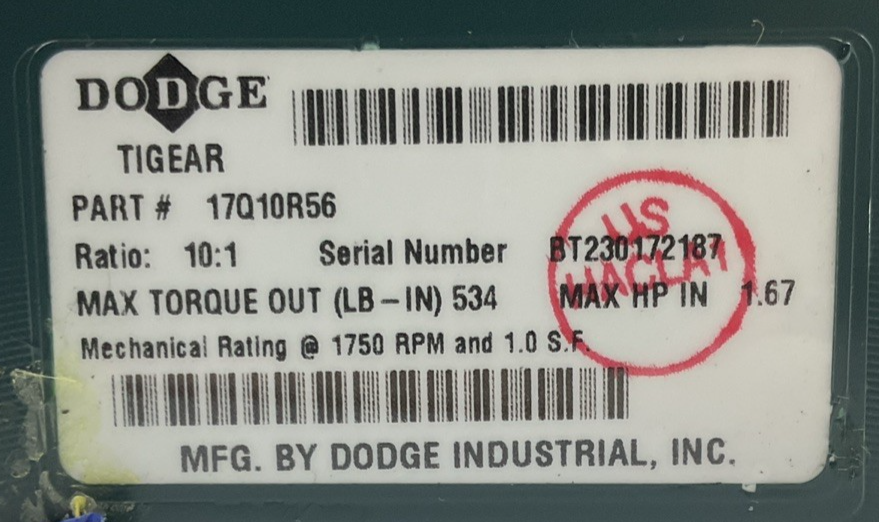 DODGE
TIGEAR
PART # 17Q10R56
Ratio: 10:1 Serial Number BT230172187
MAX TORQUE OUT (LB-IN) 534 MAX HP IN 1.67
Mechanical Rating @ 1750 RPM and 1.0 S.F.
MFG. BY DODGE INDUSTRIAL, INC.
US